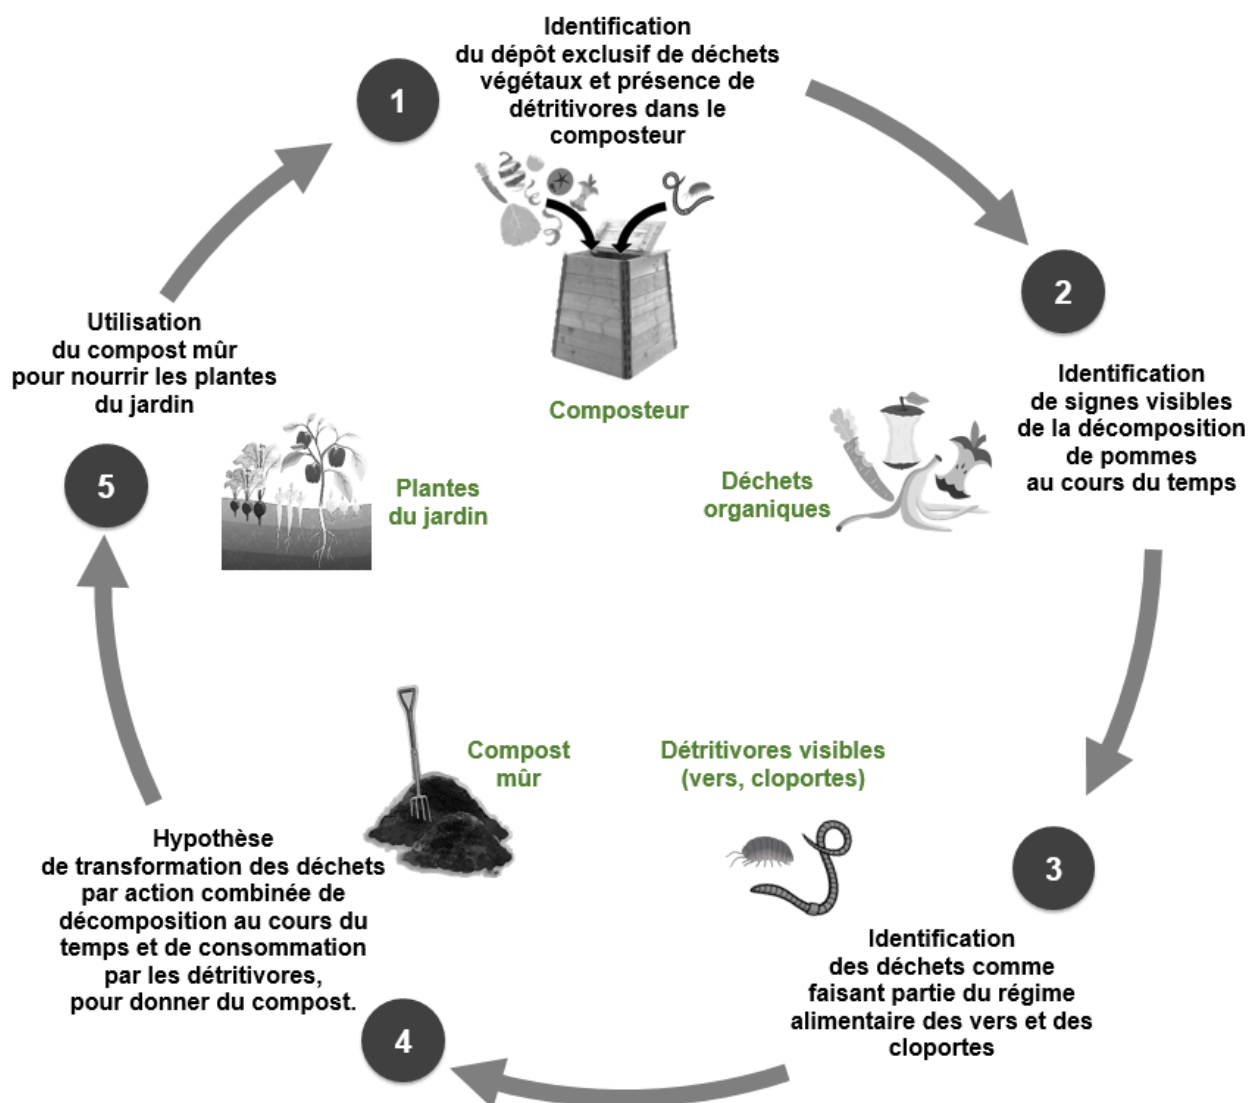 1
Identification
du dépôt exclusif de déchets
végétaux et présence de
détritivores dans le
composteur
Composteur
2
Identification
de signes visibles
de la décomposition
de pommes
au cours du temps
Déchets
organiques
3
Identification
des déchets comme
faisant partie du régime
alimentaire des vers et des
cloportes
Détritivores visibles
(vers, cloportes)
4
Hypothèse
de transformation des déchets
par action combinée de
décomposition au cours du
temps et de consommation
par les détritivores,
pour donner du compost.
Compost
mûr
5
Utilisation
du compost mûr
pour nourrir les plantes
du jardin
Plantes
du jardin